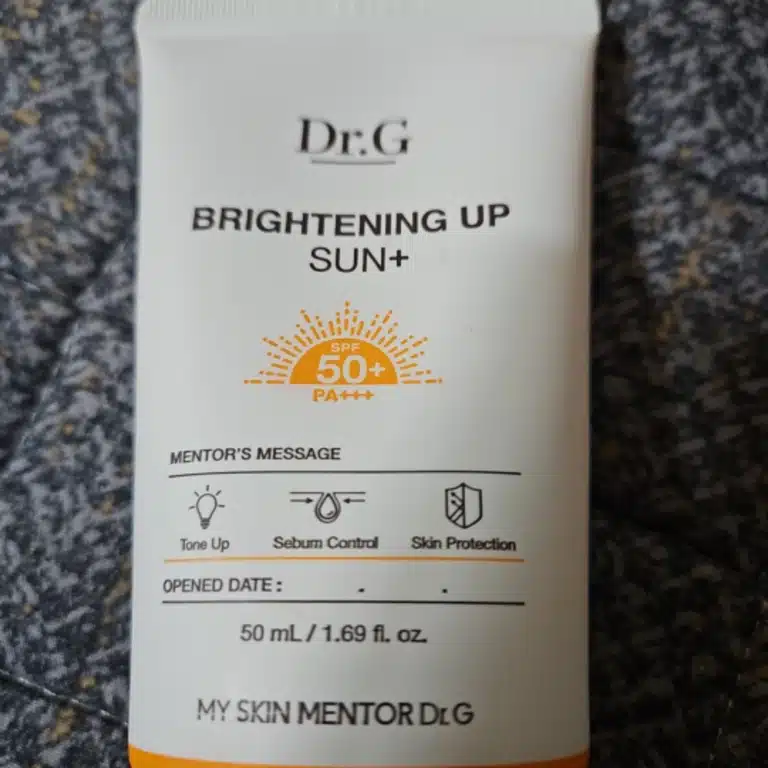 Dr.G
BRIGHTENING UP
SUN+
SPF
50+
PA+++
MENTOR'S MESSAGE
Tone Up Sebum Control Skin Protection
OPENED DATE : . .
50 mL / 1.69 fl. oz.
MY SKIN MENTOR Dr.G